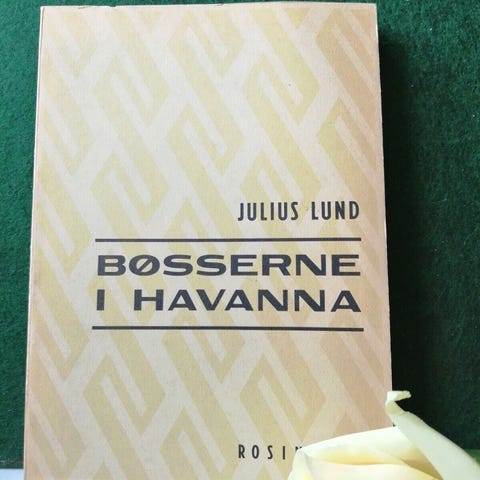 JULIUS LUND
BØSSERNE
I HAVANNA